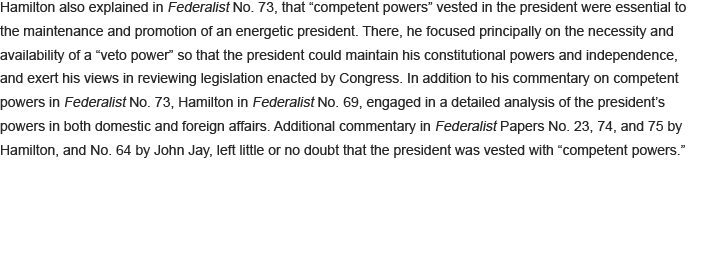 Hamilton also explained in Federalist No. 73, that “competent powers” vested in the president were essential to
the maintenance and promotion of an energetic president. There, he focused principally on the necessity and
availability of a “veto power” so that the president could maintain his constitutional powers and independence,
and exert his views in reviewing legislation enacted by Congress. In addition to his commentary on competent
powers in Federalist No. 73, Hamilton in Federalist No. 69, engaged in a detailed analysis of the president’s
powers in both domestic and foreign affairs. Additional commentary in Federalist Papers No. 23, 74, and 75 by
Hamilton, and No. 64 by John Jay, left little or no doubt that the president was vested with “competent powers.”